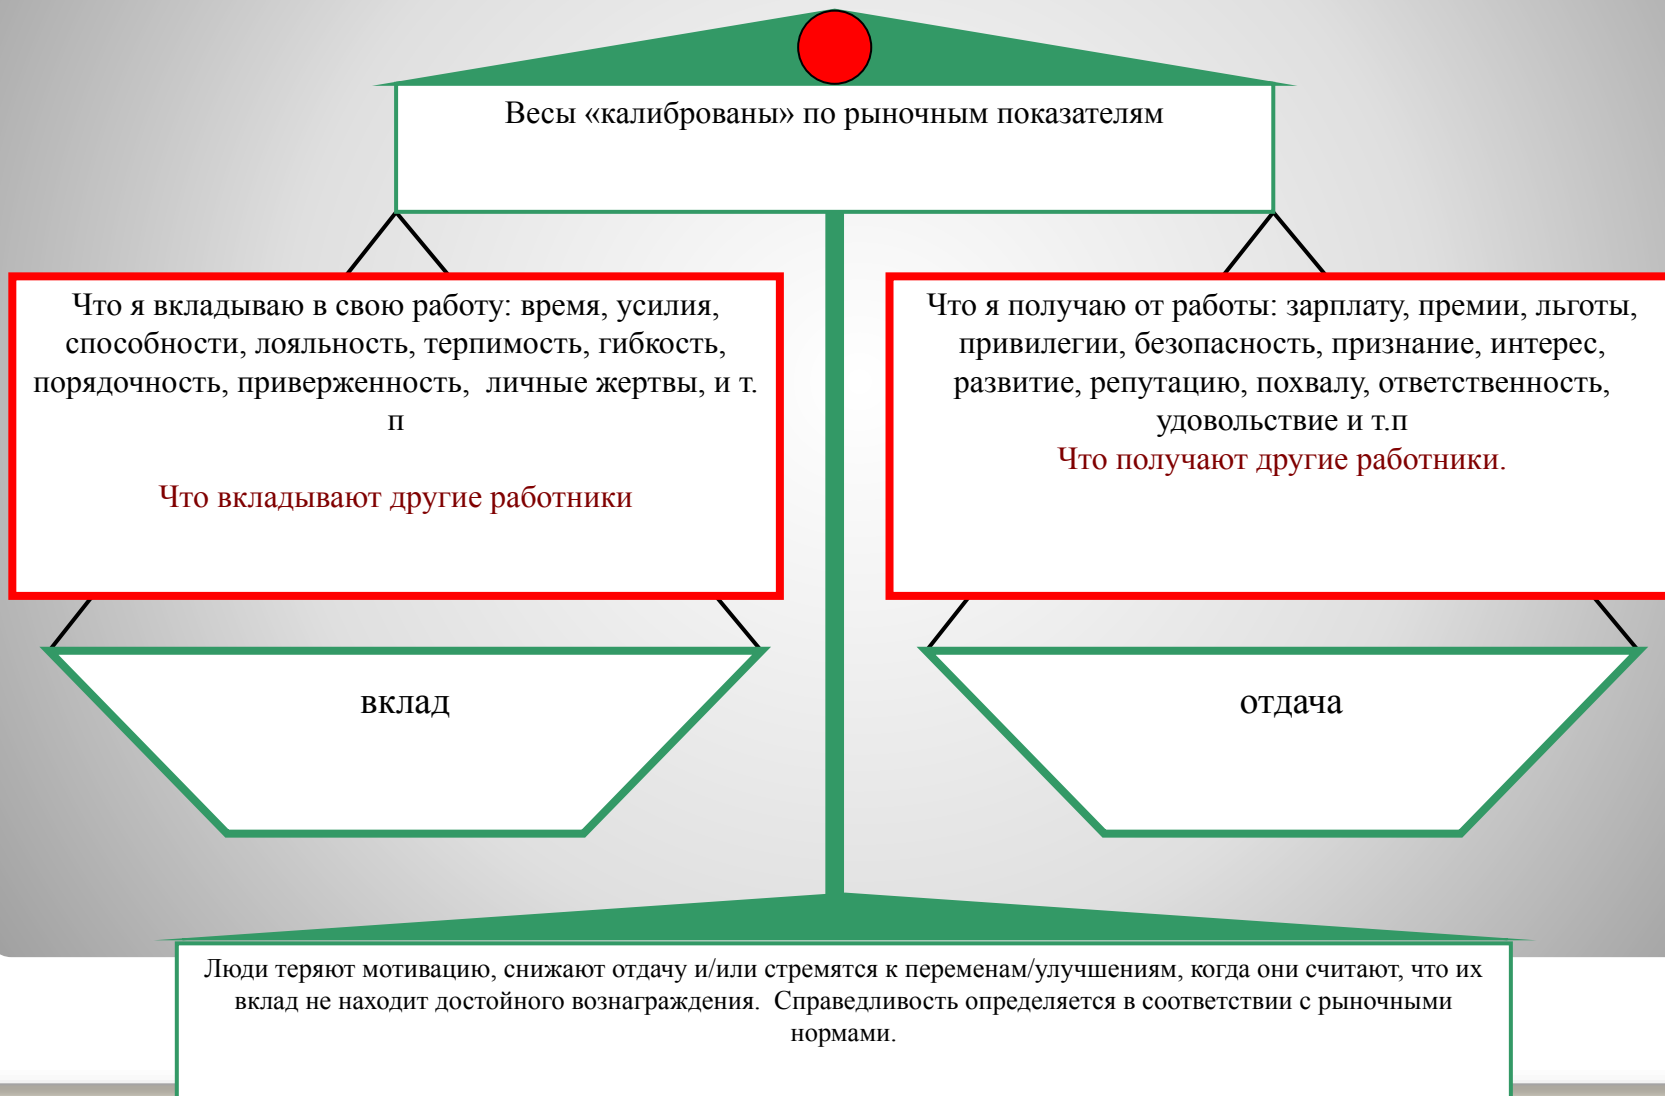 Весы «калиброваны» по рыночным показателям
Что я вкладываю в свою работу: время, усилия,
способности, лояльность, терпимость, гибкость,
порядочность, приверженность,  личные жертвы, и т.
п
Что вкладывают другие работники
Что я получаю от работы: зарплату, премии, льготы,
привилегии, безопасность, признание, интерес,
развитие, репутацию, похвалу, ответственность,
удовольствие и т.п
Что получают другие работники.
вклад
отдача
Люди теряют мотивацию, снижают отдачу и/или стремятся к переменам/улучшениям, когда они считают, что их
вклад не находит достойного вознаграждения.  Справедливость определяется в соответствии с рыночными
нормами.